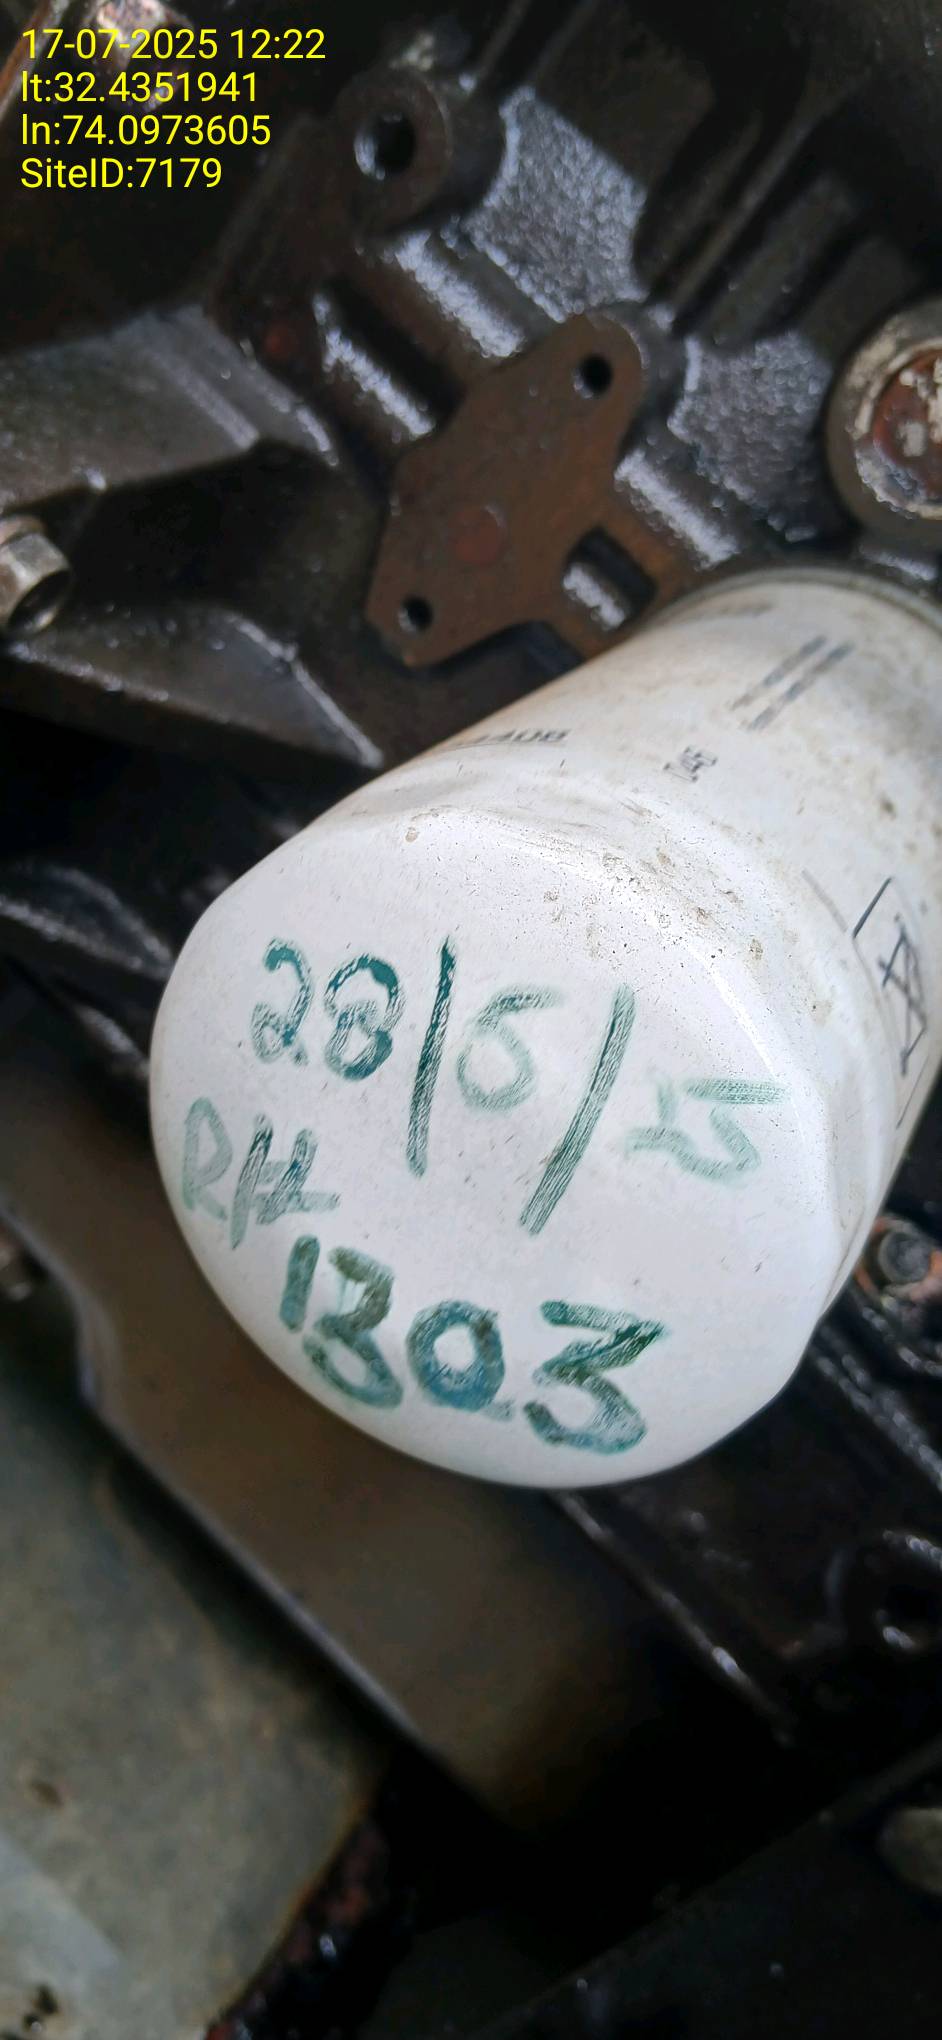 17-07-2025 12:22
lt:32.4351941
ln:74.0973605
SiteID:7179
28/6/25
RH
1303